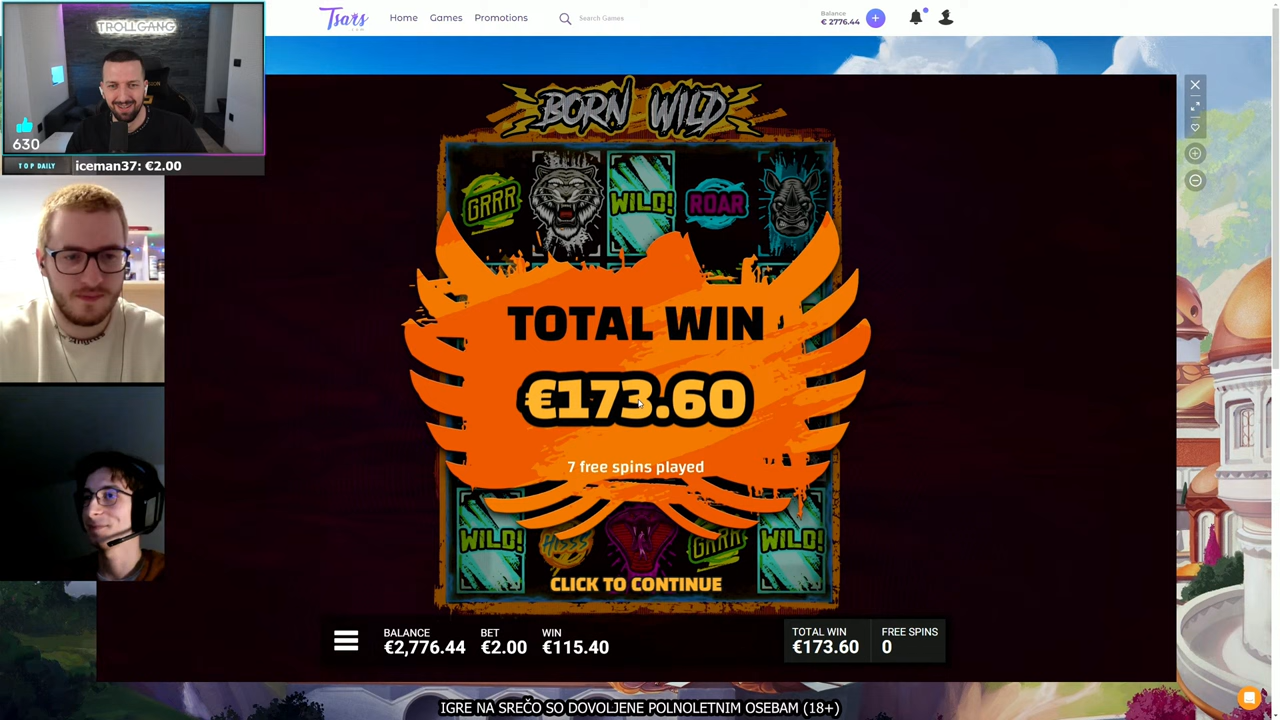 TROLLGANG
630
TOP DAILY
iceman37: €2.00
Tsars
.com
Home
Games
Promotions
Search Games
Balance
€ 2776.44
BORN WILD
GRRR
WILD!
ROAR
TOTAL WIN
€173.60
7 free spins played
WILD!
HISSS
GRRR
WILD!
CLICK TO CONTINUE
BALANCE
€2,776.44
BET
€2.00
WIN
€115.40
TOTAL WIN
€173.60
FREE SPINS
0
IGRE NA SREČO SO DOVOLJENE POLNOLETNIM OSEBAM (18+)